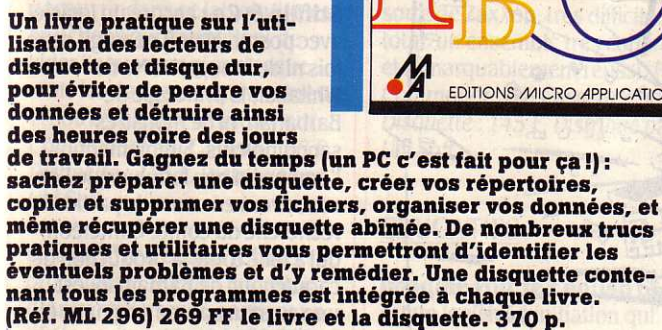 Un livre pratique sur l'uti-
lisation des lecteurs de
disquette et disque dur,
pour éviter de perdre vos
données et détruire ainsi
des heures voire des jours
de travail. Gagnez du temps (un PC c'est fait pour ça!):
sachez préparer une disquette, créer vos répertoires,
copier et supprimer vos fichiers, organiser vos données, et
même récupérer une disquette abîmée. De nombreux trucs
pratiques et utilitaires vous permettront d'identifier les
éventuels problèmes et d'y remédier. Une disquette conte-
nant tous les programmes est intégrée à chaque livre.
(Réf. ML 296) 269 FF le livre et la disquette. 370 p.
MA
EDITIONS MICRO APPLICATIO